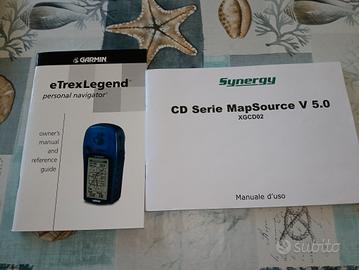 GARMIN
eTrexLegend
personal navigator
owner's
manual
and
reference
guide
Synergy
CD Serie MapSource V 5.0
XGCD02
Manuale d'uso
subito